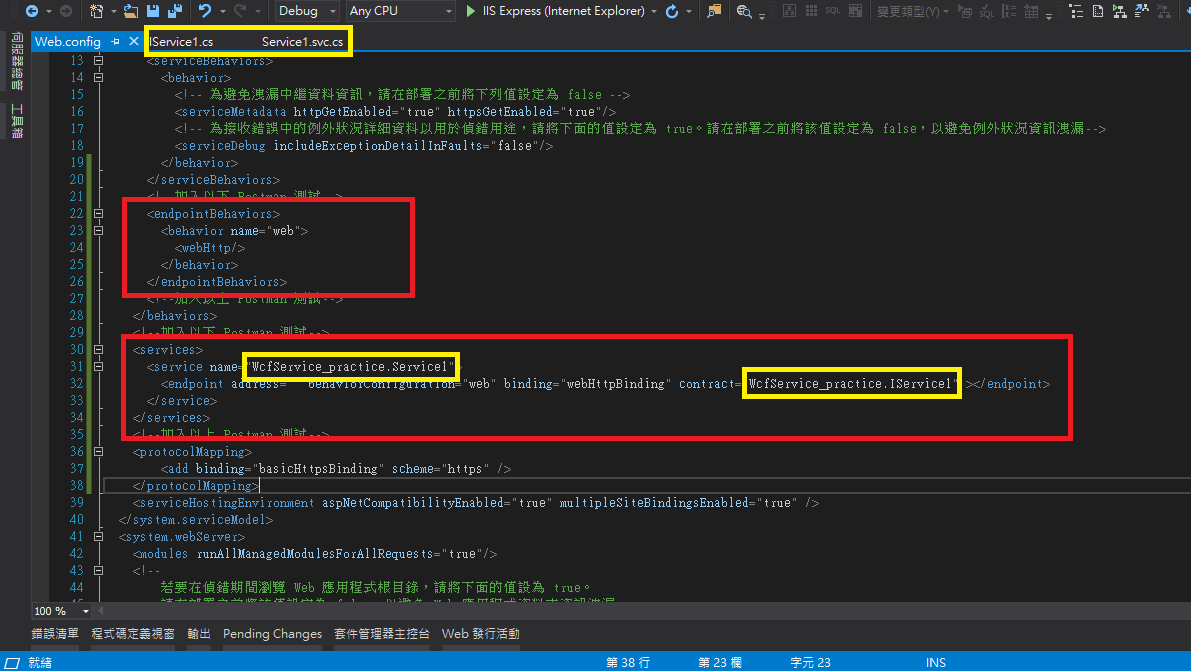 Debug
Any CPU
IIS Express (Internet Explorer)
SQL
變更類型(Y)
伺服器總管
工具箱
Web.config
IService1.cs
Service1.svc.cs
13 <serviceBehaviors>
14 <behavior>
15 <!-- 為避免洩漏中繼資料資訊，請在部署之前將下列值設定為 false -->
16 <serviceMetadata httpGetEnabled="true" httpsGetEnabled="true"/>
17 <!-- 為接收錯誤中的例外狀況詳細資料以用於偵錯用途，請將下面的值設定為 true。請在部署之前將該值設定為 false，以避免例外狀況資訊洩漏-->
18 <serviceDebug includeExceptionDetailInFaults="false"/>
19 </behavior>
20 </serviceBehaviors>
21 <!--加入以下 Postman 測試-->
22 <endpointBehaviors>
23 <behavior name="web">
24 <webHttp/>
25 </behavior>
26 </endpointBehaviors>
27 <!--加入以上 Postman 測試-->
28 </behaviors>
29 <!--加入以下 Postman 測試-->
30 <services>
31 <service name="WcfService_practice.Service1">
32 <endpoint address="" behaviorConfiguration="web" binding="webHttpBinding" contract="WcfService_practice.IService1" ></endpoint>
33 </service>
34 </services>
35 <!--加入以上 Postman 測試-->
36 <protocolMapping>
37 <add binding="basicHttpsBinding" scheme="https" />
38 </protocolMapping>
39 <serviceHostingEnvironment aspNetCompatibilityEnabled="true" multipleSiteBindingsEnabled="true" />
40 </system.serviceModel>
41 <system.webServer>
42 <modules runAllManagedModulesForAllRequests="true"/>
43 <!--
44 若要在偵錯期間瀏覽 Web 應用程式根目錄，請將下面的值設為 true。
100 %
錯誤清單 程式碼定義視窗 輸出 Pending Changes 套件管理器主控台 Web 發行活動
就緒 第 38 行 第 23 欄 字元 23 INS